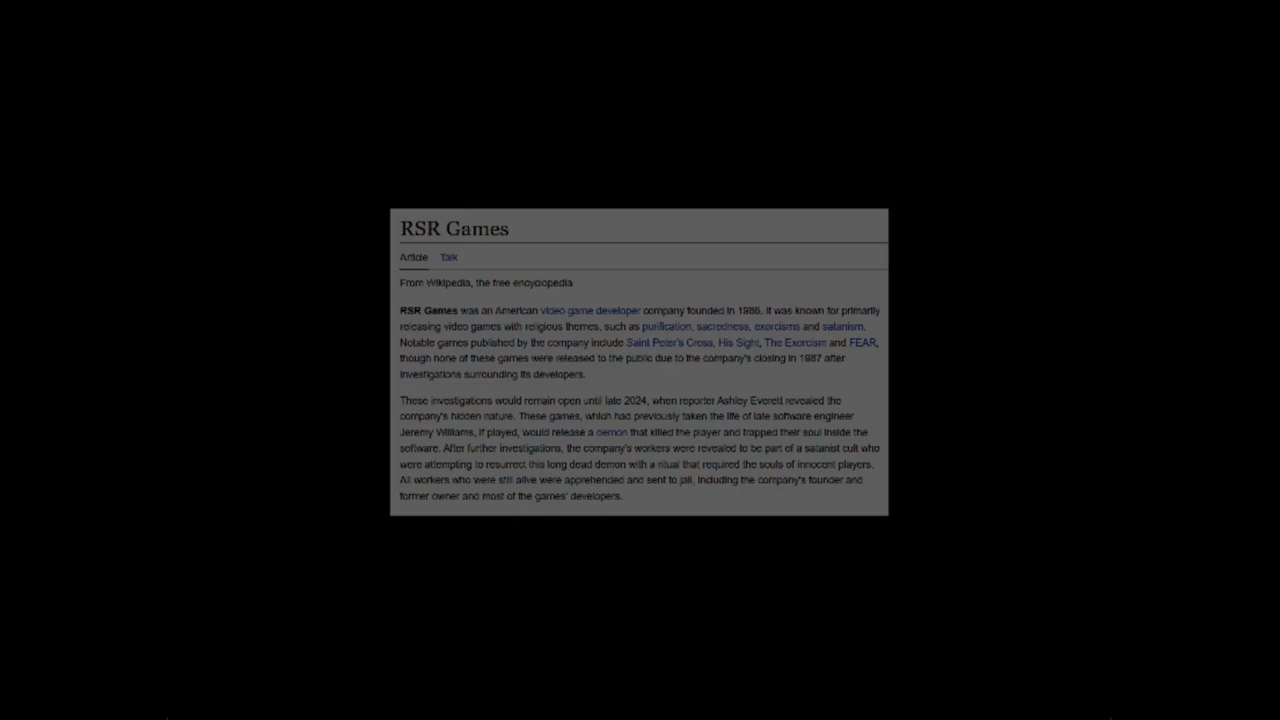 RSR Games
Article Talk
From Wikipedia, the free encyclopedia
RSR Games was an American video game developer company founded in 1986. It was known for primarily
releasing video games with religious themes, such as purification, sacredness, exorcisms and satanism.
Notable games published by the company include Saint Peter's Cross, His Sight, The Exorcism and FEAR,
though none of these games were released to the public due to the company's closing in 1987 after
investigations surrounding its developers.
These investigations would remain open until late 2024, when reporter Ashley Everett revealed the
company's hidden nature. These games, which had previously taken the life of late software engineer
Jeremy Williams, if played, would release a demon that killed the player and trapped their soul inside the
software. After further investigations, the company's workers were revealed to be part of a satanist cult who
were attempting to resurrect this long dead demon with a ritual that required the souls of innocent players.
All workers who were still alive were apprehended and sent to jail, including the company's founder and
former owner and most of the games' developers.